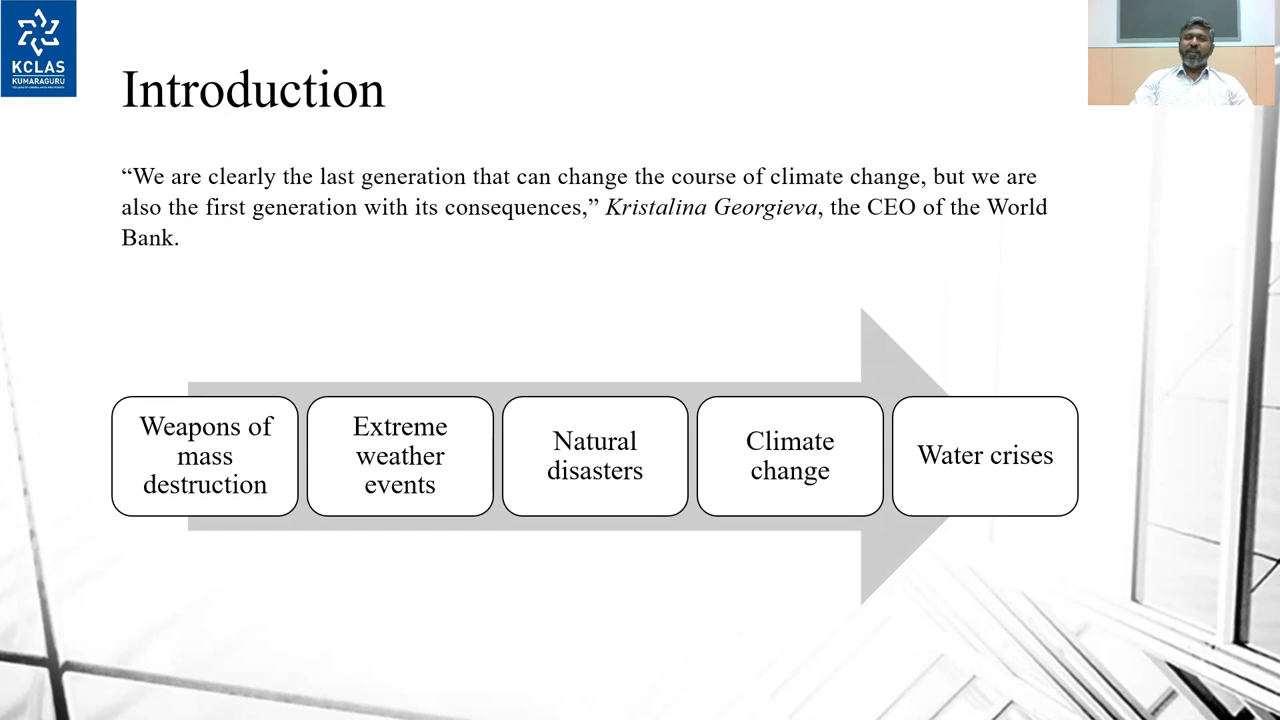 KCLAS
KUMARAGURU
Introduction
“We are clearly the last generation that can change the course of climate change, but we are
also the first generation with its consequences,” Kristalina Georgieva, the CEO of the World
Bank.
Weapons of
mass
destruction
Extreme
weather
events
Natural
disasters
Climate
change
Water crises